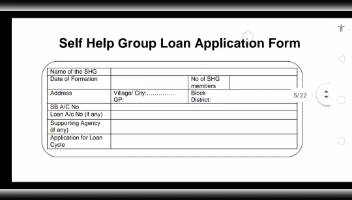 Self Help Group Loan Application Form
Name of the SHG
Date of Formation No of SHG members
Address Village/ City:............... Block
GP: District:
5/22
SB A/C No
Loan A/c No (if any)
Supporting Agency
(if any)
Application for Loan
Cycle